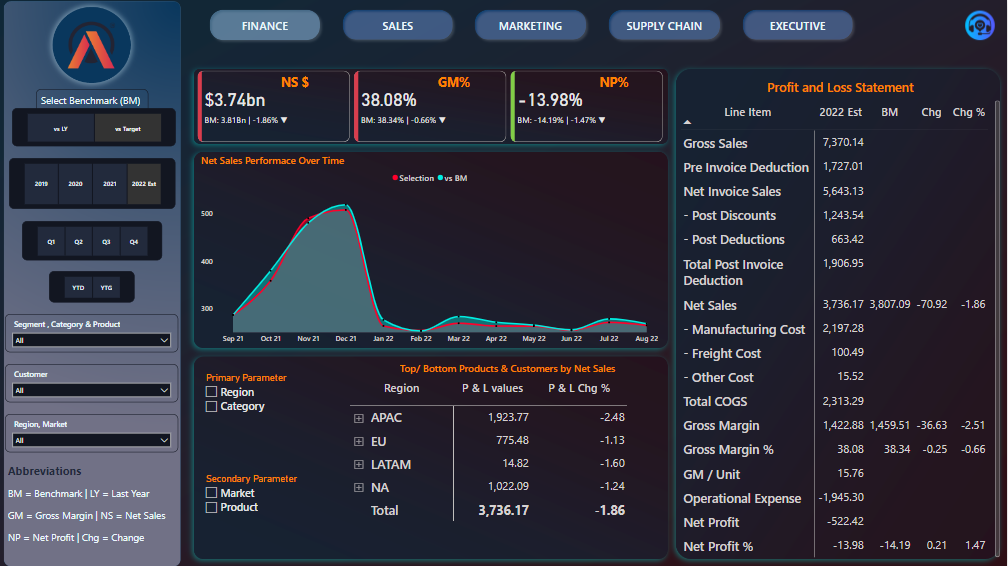 FINANCE
SALES
MARKETING
SUPPLY CHAIN
EXECUTIVE
Select Benchmark (BM)
vs LY
vs Target
2019
2020
2021
2022 Est
Q1
Q2
Q3
Q4
YTD
YTG
Segment , Category & Product
All
Customer
All
Region, Market
All
Abbreviations
BM = Benchmark | LY = Last Year
GM = Gross Margin | NS = Net Sales
NP = Net Profit | Chg = Change
NS $
$3.74bn
BM: 3.81Bn | -1.86% ▼
GM%
38.08%
BM: 38.34% | -0.66% ▼
NP%
-13.98%
BM: -14.19% | -1.47% ▼
Net Sales Performace Over Time
Selection vs BM
500
400
300
Sep 21 Oct 21 Nov 21 Dec 21 Jan 22 Feb 22 Mar 22 Apr 22 May 22 Jun 22 Jul 22 Aug 22
Primary Parameter
Region
Category
Secondary Parameter
Market
Product
Top/ Bottom Products & Customers by Net Sales
Region P & L values P & L Chg %
APAC 1,923.77 -2.48
EU 775.48 -1.13
LATAM 14.82 -1.60
NA 1,022.09 -1.24
Total 3,736.17 -1.86
Profit and Loss Statement
Line Item 2022 Est BM Chg Chg %
Gross Sales 7,370.14
Pre Invoice Deduction 1,727.01
Net Invoice Sales 5,643.13
- Post Discounts 1,243.54
- Post Deductions 663.42
Total Post Invoice 1,906.95
Deduction
Net Sales 3,736.17 3,807.09 -70.92 -1.86
- Manufacturing Cost 2,197.28
- Freight Cost 100.49
- Other Cost 15.52
Total COGS 2,313.29
Gross Margin 1,422.88 1,459.51 -36.63 -2.51
Gross Margin % 38.08 38.34 -0.25 -0.66
GM / Unit 15.76
Operational Expense -1,945.30
Net Profit -522.42
Net Profit % -13.98 -14.19 0.21 1.47